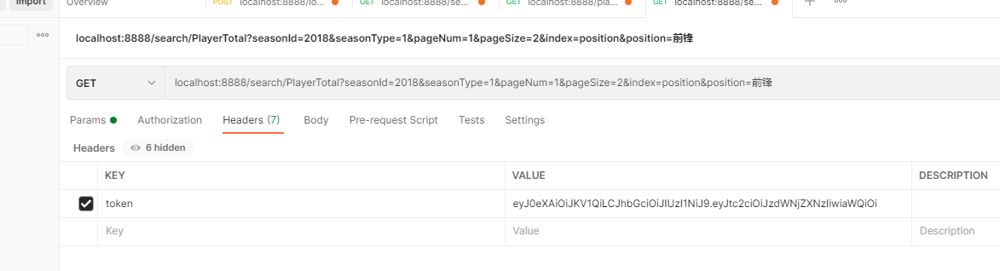 Import
Overview
POST localhost:8888/lo...
GET localhost:8888/se...
GET localhost:8888/pla...
GET localhost:8888/se...
localhost:8888/search/PlayerTotal?seasonId=2018&seasonType=1&pageNum=1&pageSize=2&index=position&position=前锋
GET localhost:8888/search/PlayerTotal?seasonId=2018&seasonType=1&pageNum=1&pageSize=2&index=position&position=前锋
Params Authorization Headers (7) Body Pre-request Script Tests Settings
Headers 6 hidden
KEY VALUE DESCRIPTION
token eyJ0eXAiOiJKV1QiLCJhbGciOiJIUzI1NiJ9.eyJtc2ciOiJzdWNjZXNzIiwiaWQiOi
Key Value Description